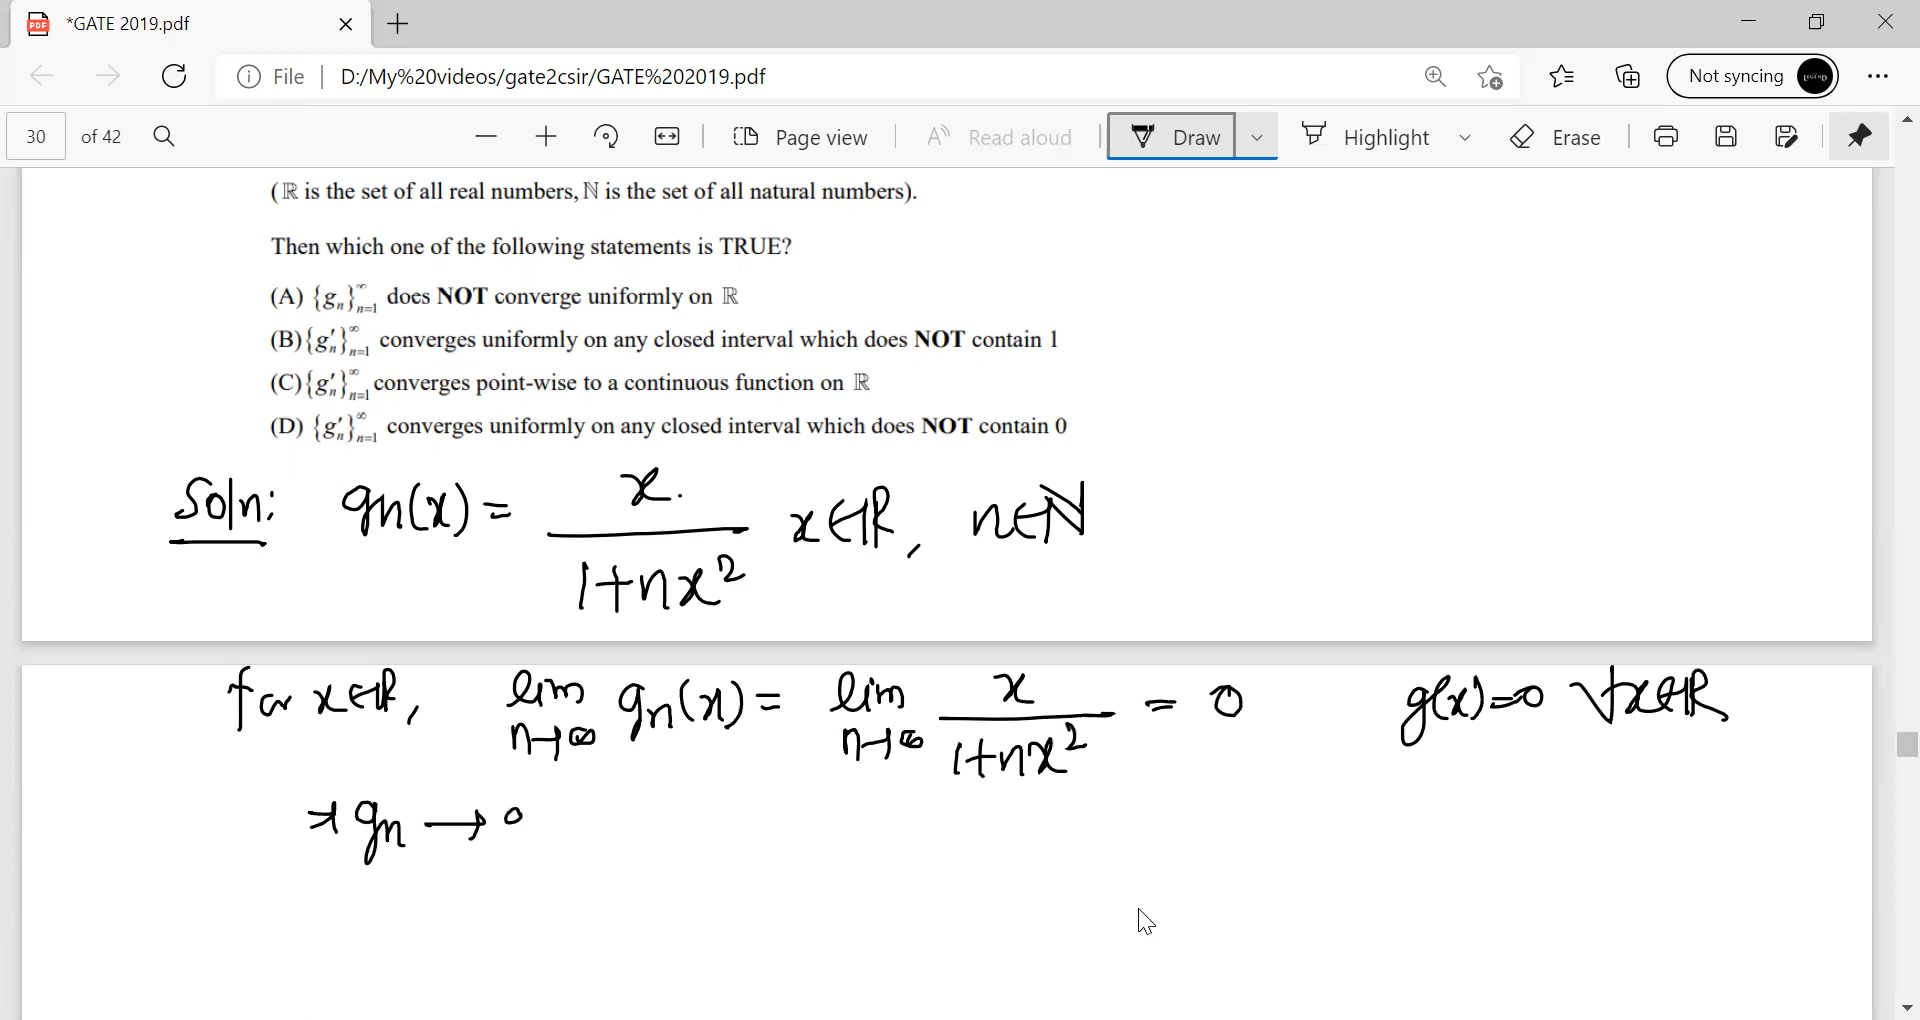 *GATE 2019.pdf
File | D:/My%20videos/gate2csir/GATE%202019.pdf
Not syncing
30 of 42
Page view
Read aloud
Draw
Highlight
Erase
(ℝ is the set of all real numbers, ℕ is the set of all natural numbers).
Then which one of the following statements is TRUE?
(A) {gₙ}ₙ₌₁^∞ does NOT converge uniformly on ℝ
(B){g′ₙ}ₙ₌₁^∞ converges uniformly on any closed interval which does NOT contain 1
(C){g′ₙ}ₙ₌₁^∞ converges point-wise to a continuous function on ℝ
(D) {g′ₙ}ₙ₌₁^∞ converges uniformly on any closed interval which does NOT contain 0
Soln: gn(x) = x / (1+nx²) x∈ℝ, n∈ℕ
for x∈ℝ, lim n→∞ gn(x) = lim n→∞ x / (1+nx²) = 0 g(x)=0 ∀x∈ℝ
⇒ gn → 0